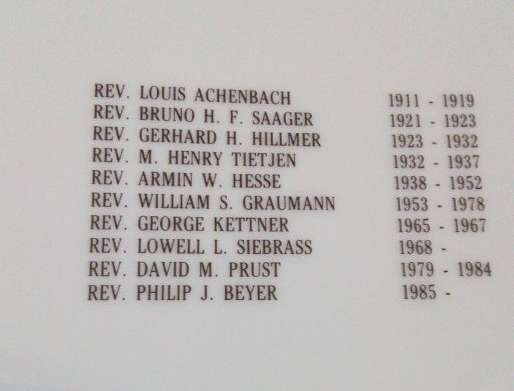 REV. LOUIS ACHENBACH 1911 - 1919
REV. BRUNO H. F. SAAGER 1921 - 1923
REV. GERHARD H. HILLMER 1923 - 1932
REV. M. HENRY TIETJEN 1932 - 1937
REV. ARMIN W. HESSE 1938 - 1952
REV. WILLIAM S. GRAUMANN 1953 - 1978
REV. GEORGE KETTNER 1965 - 1967
REV. LOWELL L. SIEBRASS 1968 -
REV. DAVID M. PRUST 1979 - 1984
REV. PHILIP J. BEYER 1985 -